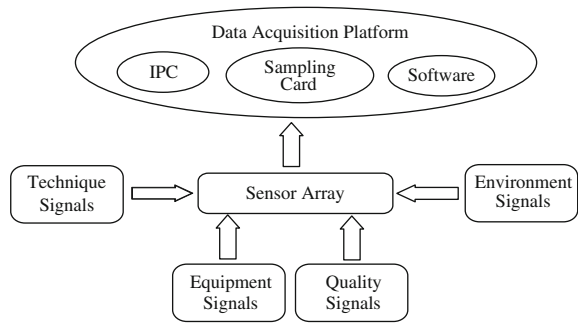 Data Acquisition Platform
IPC
Sampling
Card
Software
Technique
Signals
Sensor Array
Environment
Signals
Equipment
Signals
Quality
Signals